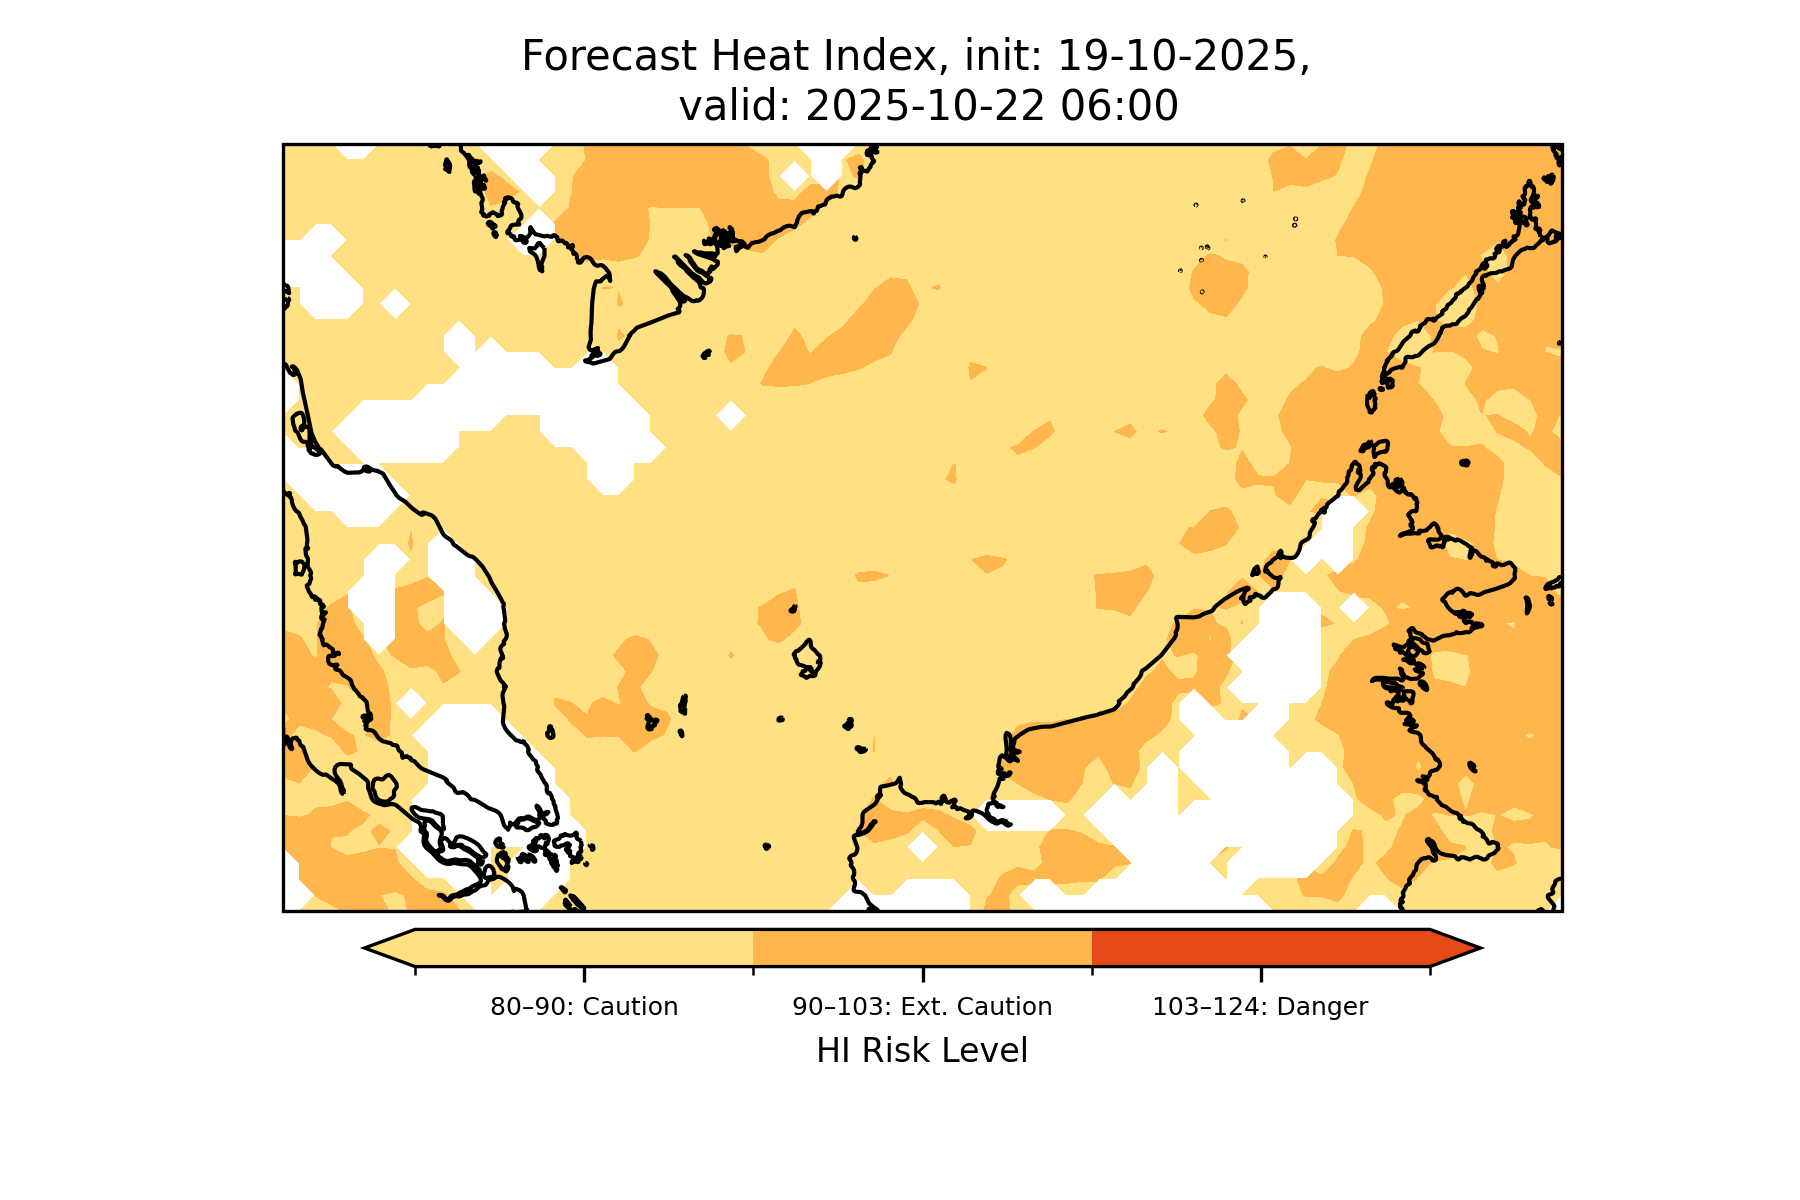 Forecast Heat Index, init: 19-10-2025,
valid: 2025-10-22 06:00
80–90: Caution
90–103: Ext. Caution
103–124: Danger
HI Risk Level